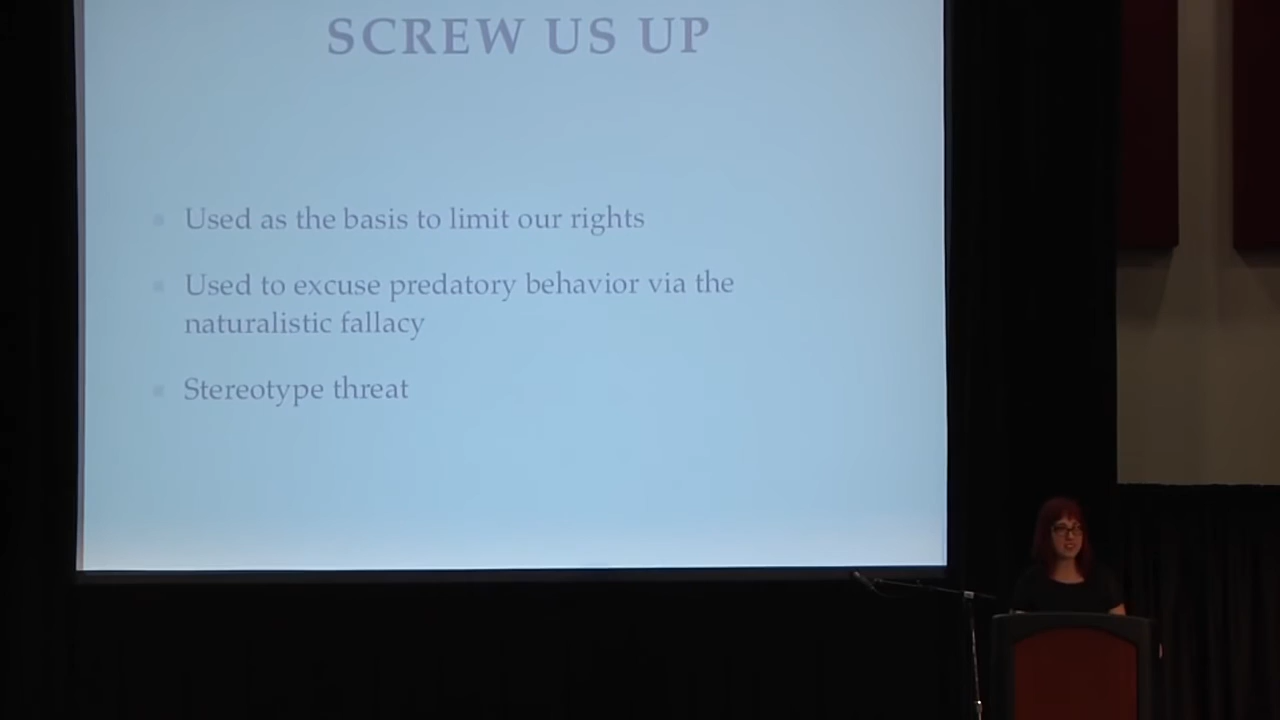 SCREW US UP
Used as the basis to limit our rights
Used to excuse predatory behavior via the
naturalistic fallacy
Stereotype threat